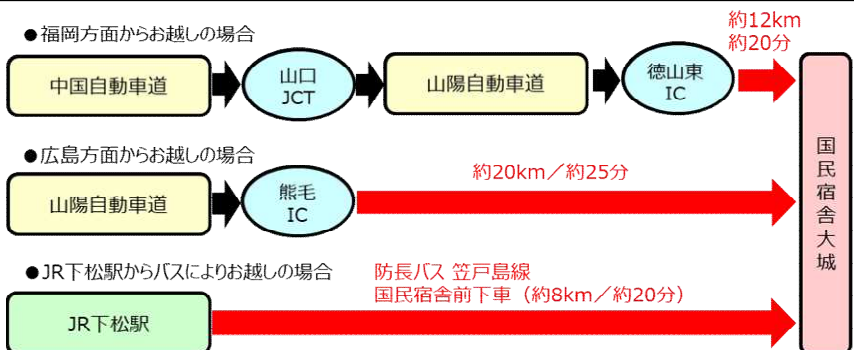 ●福岡方面からお越しの場合
約12km
約20分
中国自動車道
山口
JCT
山陽自動車道
徳山東
IC
●広島方面からお越しの場合
山陽自動車道
熊毛
IC
約20km／約25分
●JR下松駅からバスによりお越しの場合
防長バス 笠戸島線
国民宿舎前下車（約8km／約20分）
JR下松駅
国民宿舎大城